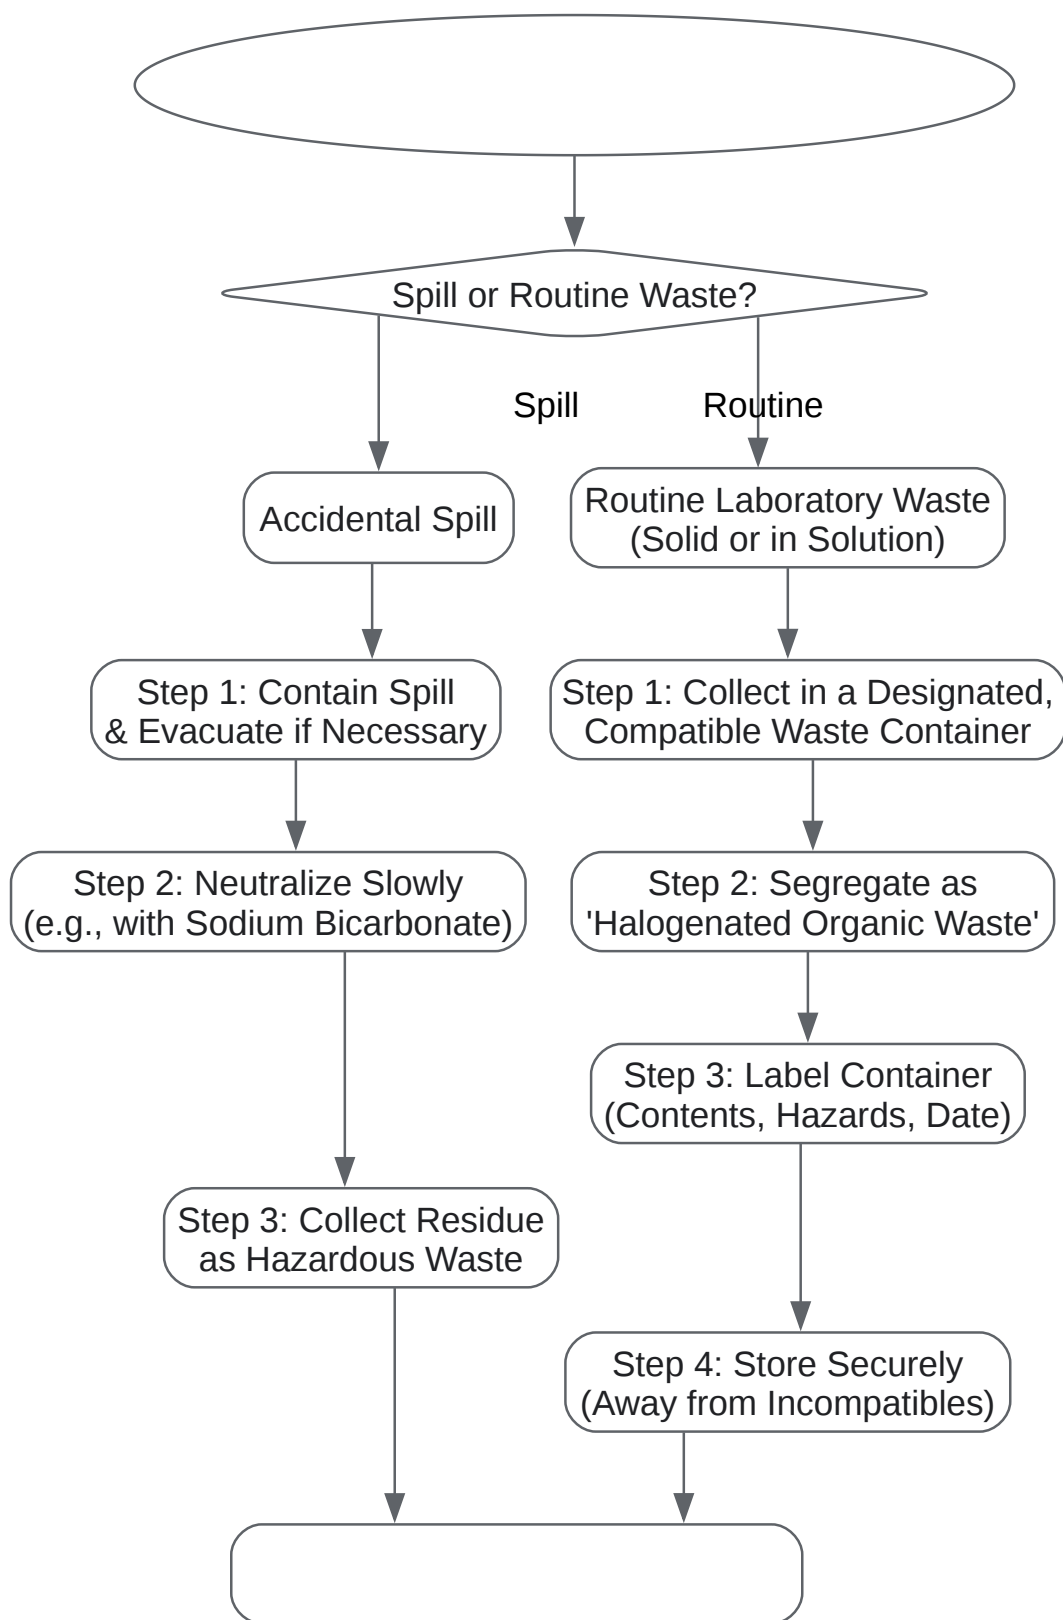 Spill or Routine Waste?
Spill
Routine
Accidental Spill
Routine Laboratory Waste
(Solid or in Solution)
Step 1: Contain Spill
& Evacuate if Necessary
Step 1: Collect in a Designated,
Compatible Waste Container
Step 2: Neutralize Slowly
(e.g., with Sodium Bicarbonate)
Step 2: Segregate as
'Halogenated Organic Waste'
Step 3: Label Container
(Contents, Hazards, Date)
Step 3: Collect Residue
as Hazardous Waste
Step 4: Store Securely
(Away from Incompatibles)